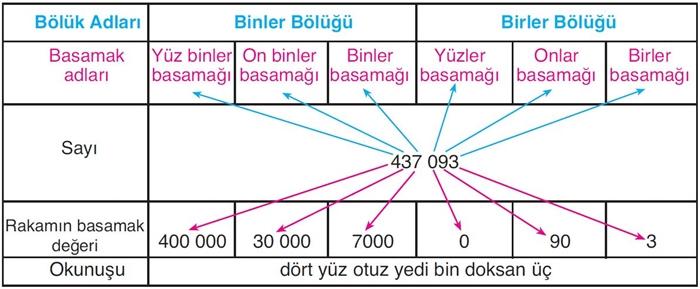 Bölük Adları Binler Bölüğü Birler Bölüğü
Basamak adları Yüz binler basamağı On binler basamağı Binler basamağı Yüzler basamağı Onlar basamağı Birler basamağı
Sayı 437 093
Rakamın basamak değeri 400 000 30 000 7000 0 90 3
Okunuşu dört yüz otuz yedi bin doksan üç